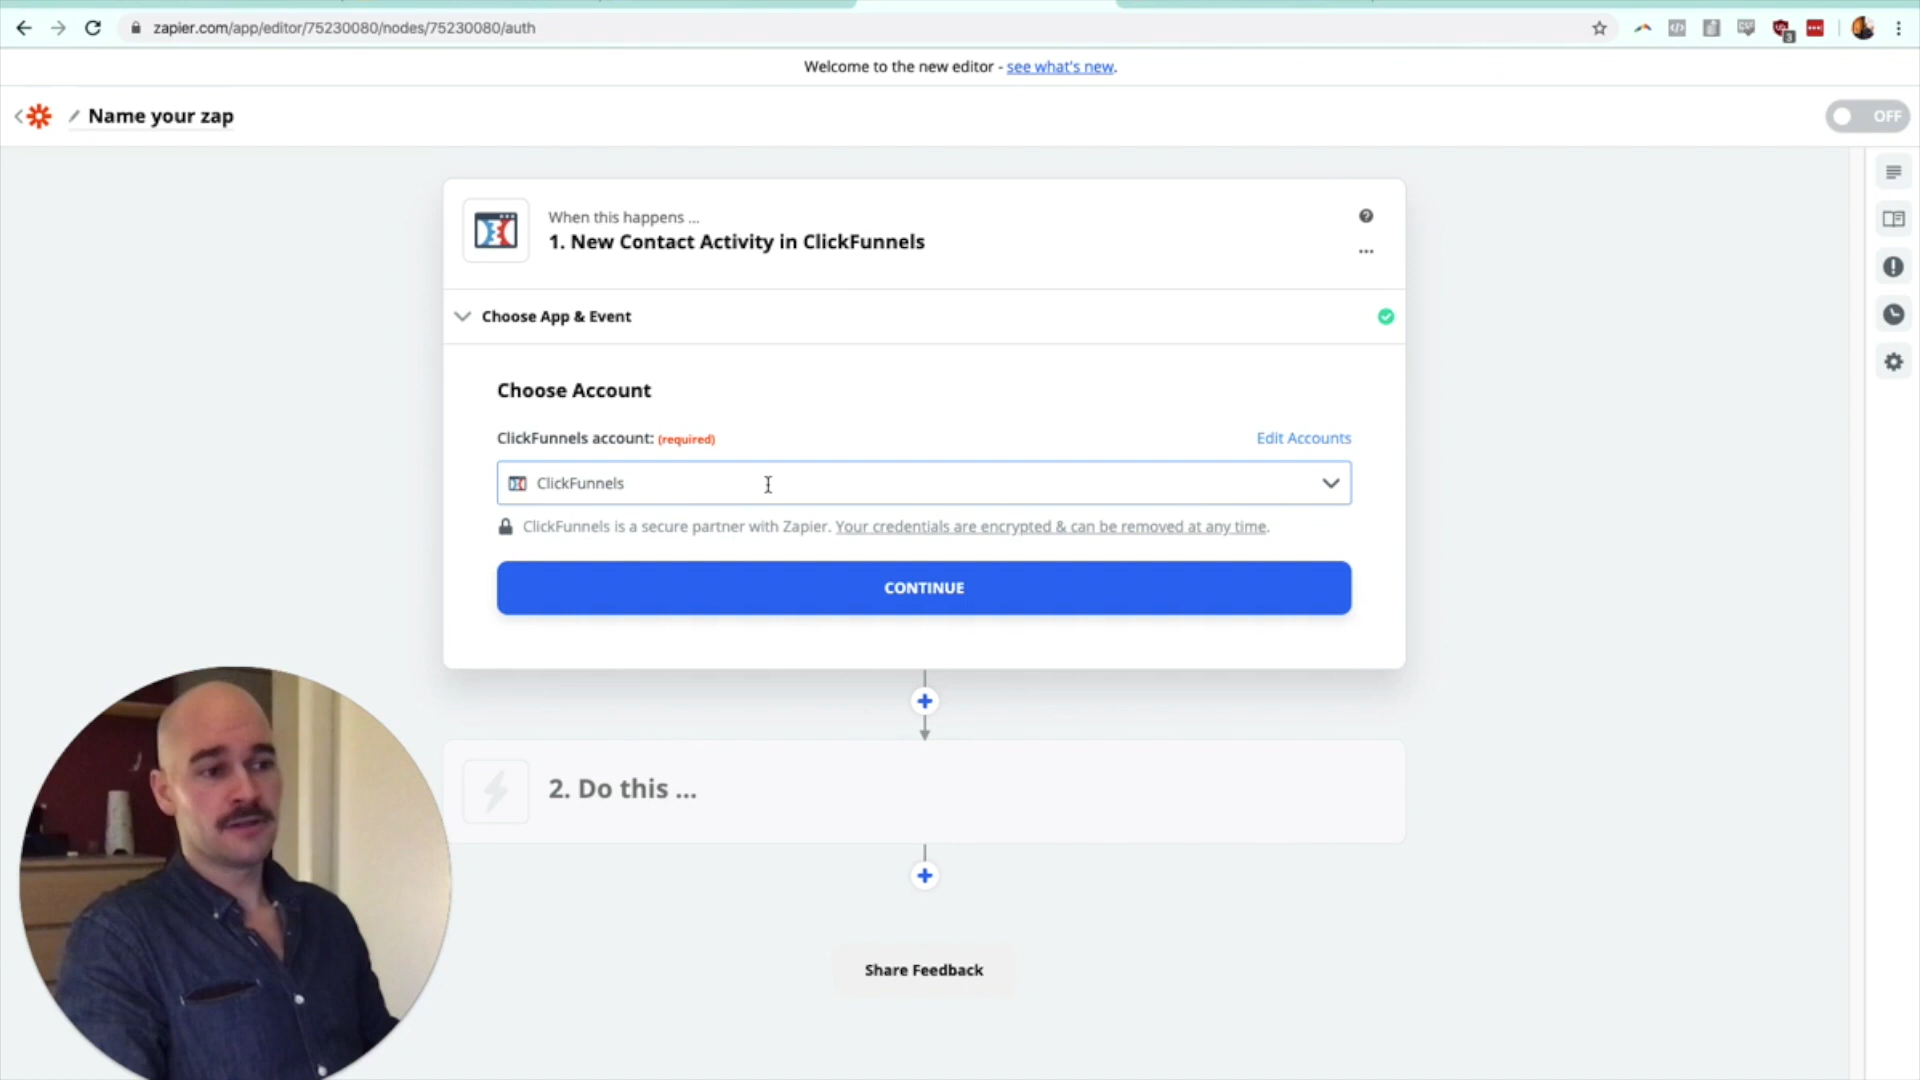 zapier.com/app/editor/75230080/nodes/75230080/auth
3
Welcome to the new editor - see what's new.
Name your zap
OFF
When this happens ...
1. New Contact Activity in ClickFunnels
Choose App & Event
Choose Account
ClickFunnels account: (required)
Edit Accounts
ClickFunnels
ClickFunnels is a secure partner with Zapier. Your credentials are encrypted & can be removed at any time.
CONTINUE
2. Do this ...
Share Feedback